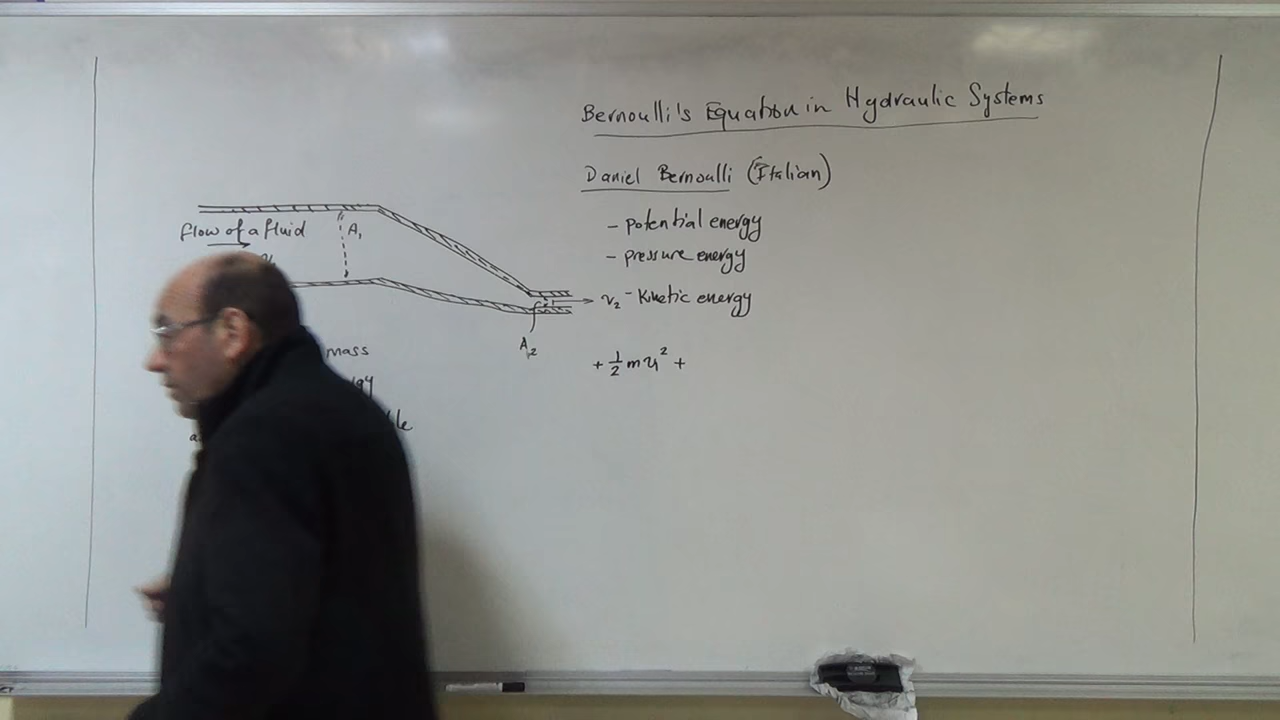 Bernoulli's Equation in Hydraulic Systems
Daniel Bernoulli (Italian)
flow of a fluid
A₁
- potential energy
- pressure energy
v₂ - Kinetic energy
A₂
mass
+ ½ m v₁² +